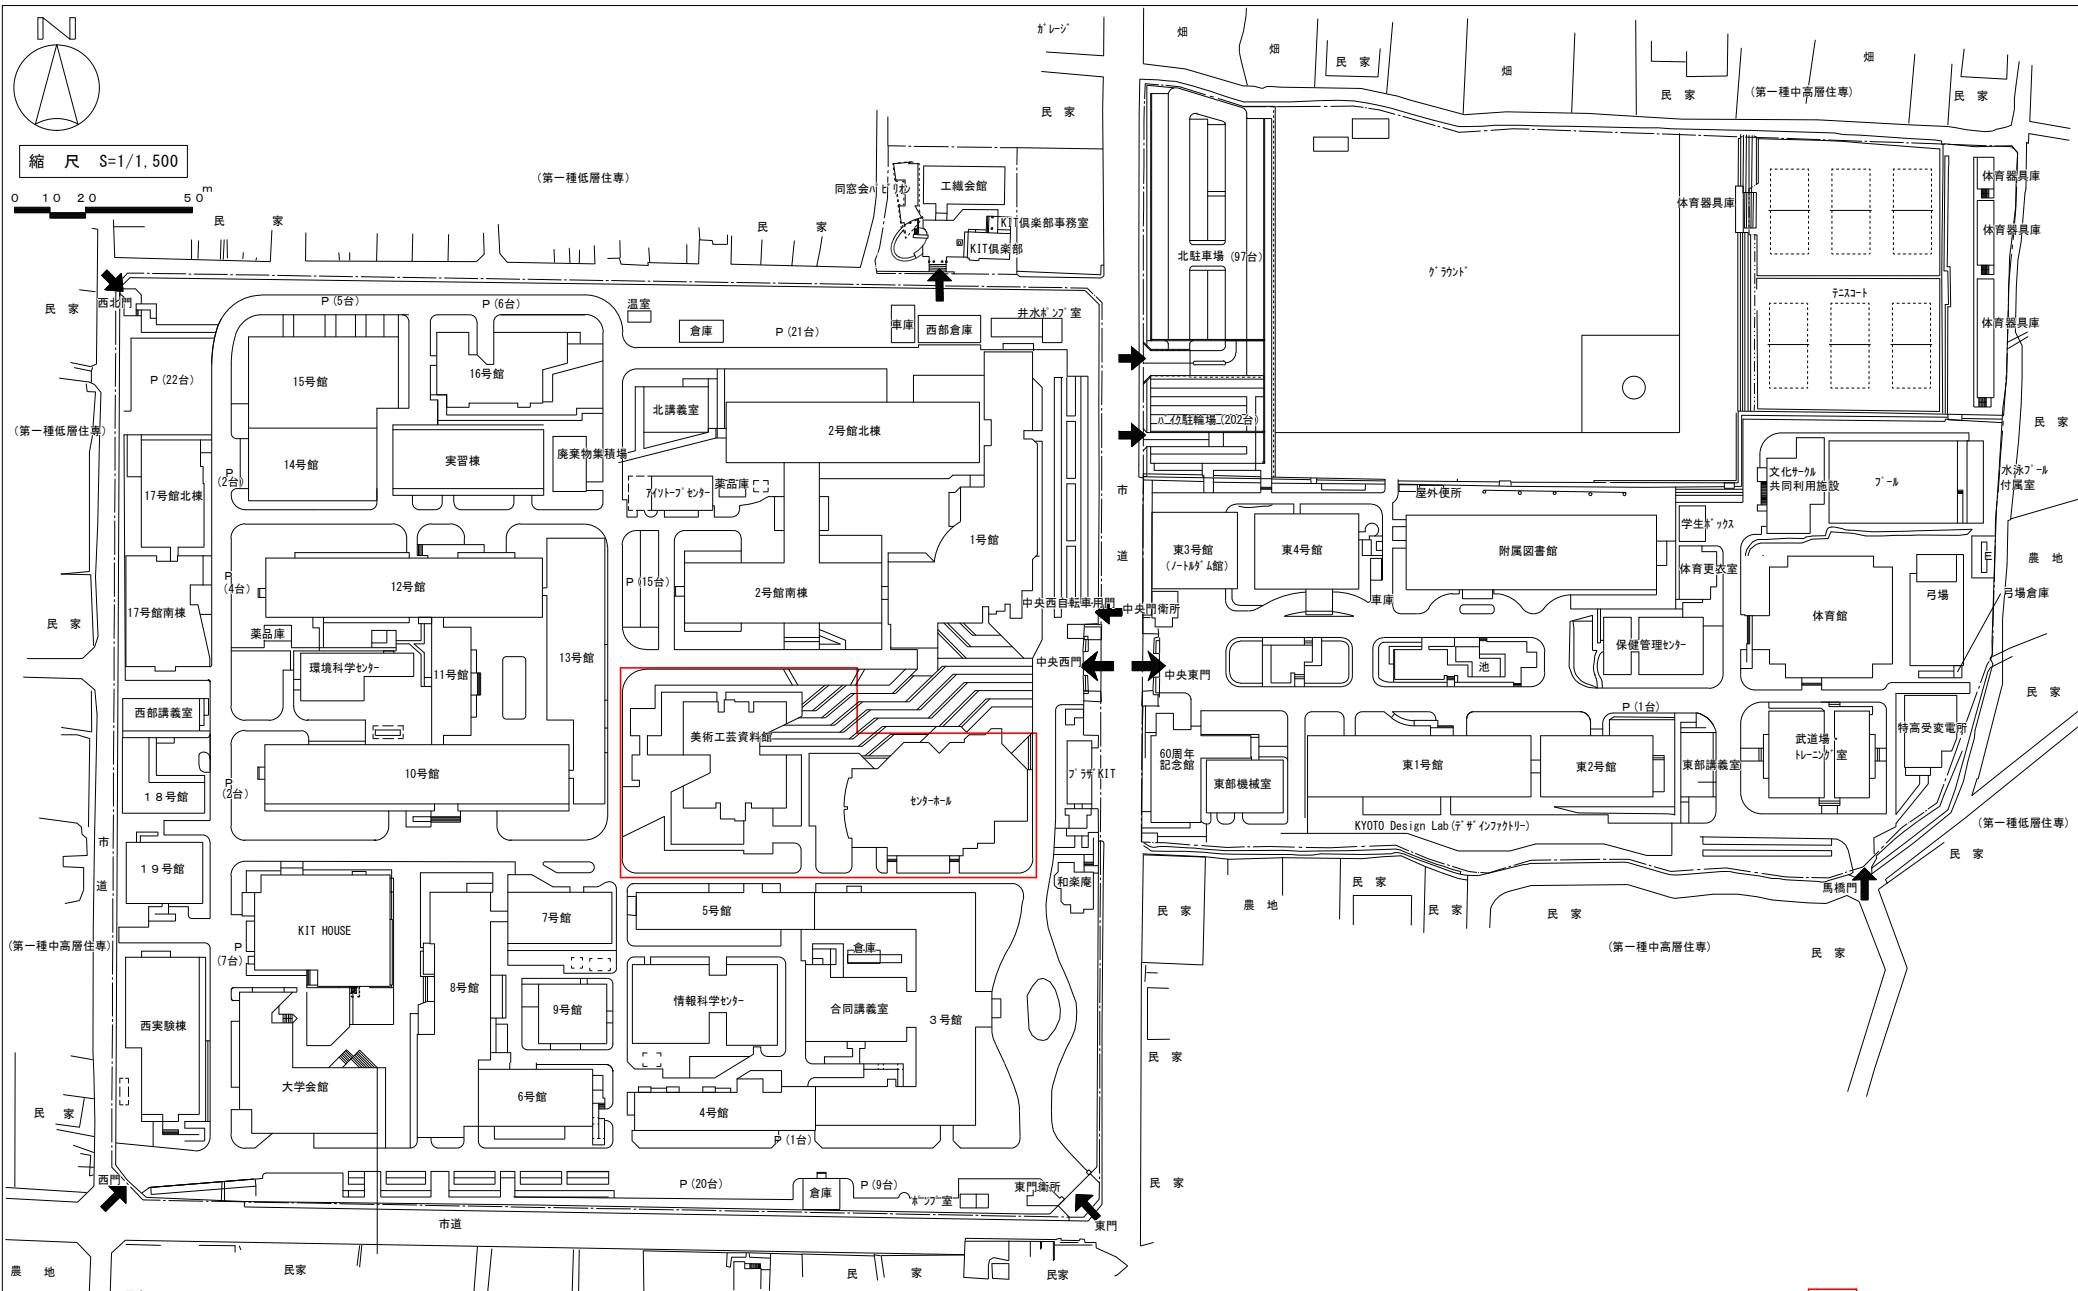 N
縮 尺 S=1/1,500
0 10 20 50m
(第一種低層住専)
ガレージ
民 家
畑
畑
民 家
畑
民 家
(第一種中高層住専)
畑
民 家
同窓会パビリオン
工繊会館
KIT倶楽部事務室
KIT倶楽部
民 家
民 家
西北門
民 家
P(5台)
P(6台)
温室
倉庫
P(21台)
車庫
西部倉庫
井水ポンプ室
北駐車場(97台)
グラウンド
体育器具庫
テニスコート
体育器具庫
体育器具庫
体育器具庫
P(22台)
15号館
16号館
北講義室
2号館北棟
バイク駐輪場(202台)
(第一種低層住専)
14号館
実習棟
廃棄物集積場
アイソトープセンター
薬品庫
民 家
17号館北棟
P
(2台)
1号館
市
道
屋外便所
学生ボックス
文化サークル
共同利用施設
プール
水泳プール
付属室
東3号館
(ノートルダム館)
東4号館
附属図書館
体育更衣室
E
農 地
17号館南棟
P
(4台)
12号館
13号館
P(15台)
2号館南棟
中央西自転車用門
中央門衛所
車庫
体育館
弓場
弓場倉庫
民 家
薬品庫
環境科学センター
11号館
中央西門
中央東門
池
保健管理センター
民 家
西部講義室
美術工芸資料館
60周年
記念館
P(1台)
特高受変電所
10号館
P
(2台)
センターホール
プラザKIT
東部機械室
東1号館
東2号館
東部講義室
武道場・
トレーニング室
18号館
KYOTO Design Lab(デザインファクトリー)
(第一種低層住専)
民 家
市
道
19号館
和楽庵
民 家
農 地
民 家
民 家
民 家
馬橋門
KIT HOUSE
7号館
5号館
(第一種中高層住専)
P
(7台)
倉庫
(第一種中高層住専)
民 家
8号館
9号館
情報科学センター
合同講義室
3号館
西実験棟
民 家
大学会館
6号館
4号館
民 家
P(1台)
西門
P(20台)
倉庫
P(9台)
ポンプ室
東門衛所
東門
民 家
市道
農 地
民家
民 家
民家